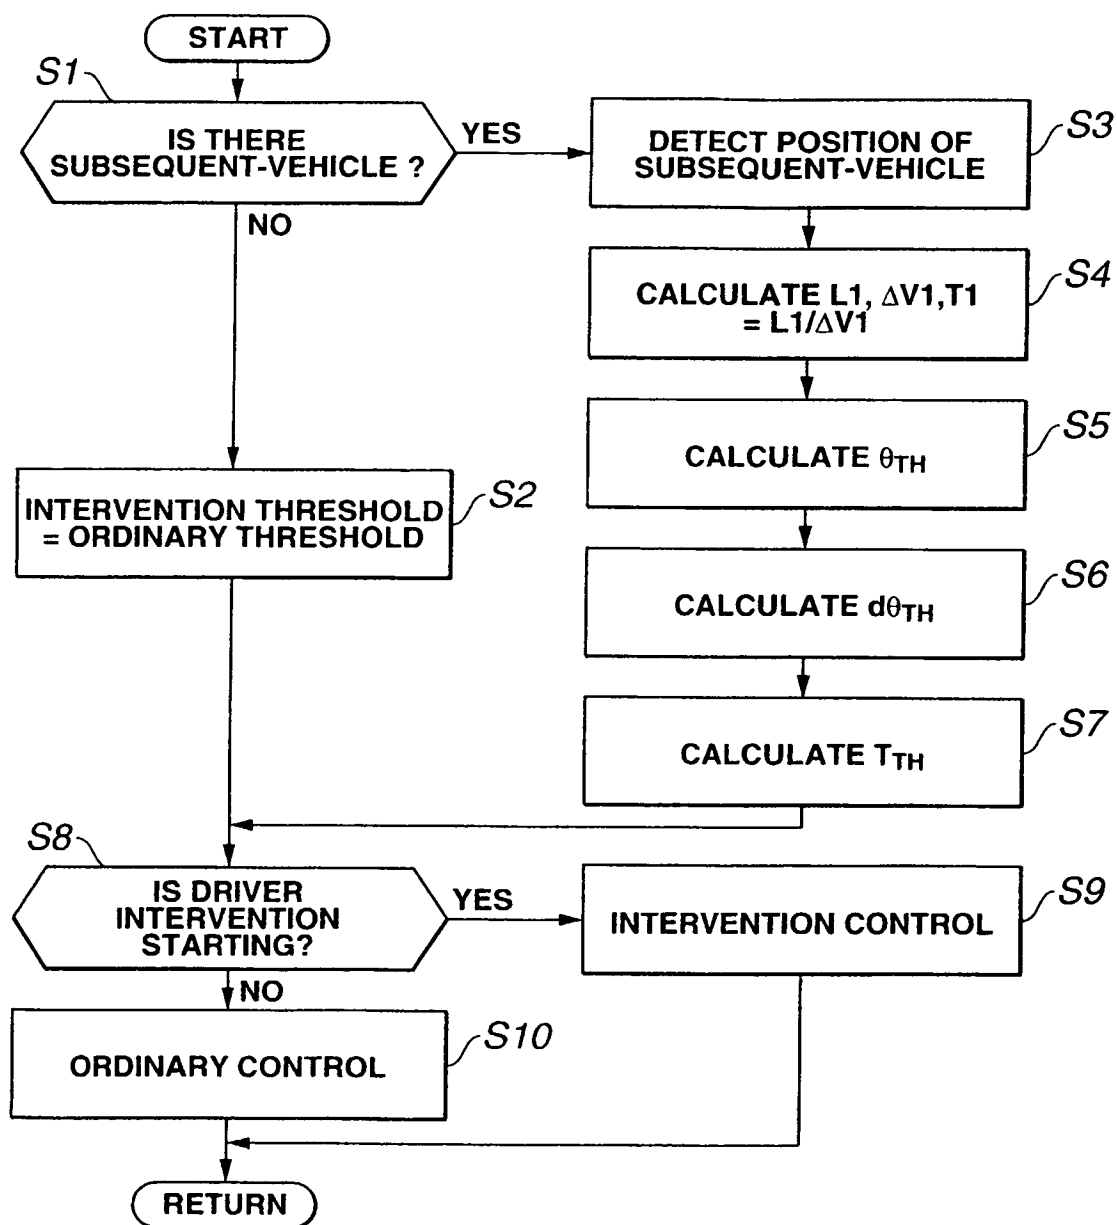 START
S1
IS THERE
SUBSEQUENT-VEHICLE ?
YES
NO
S3
DETECT POSITION OF
SUBSEQUENT-VEHICLE
S4
CALCULATE L1, ΔV1,T1
= L1/ΔV1
S5
CALCULATE θTH
S2
INTERVENTION THRESHOLD
= ORDINARY THRESHOLD
S6
CALCULATE dθTH
S7
CALCULATE TTH
S8
IS DRIVER
INTERVENTION
STARTING?
YES
NO
S9
INTERVENTION CONTROL
S10
ORDINARY CONTROL
RETURN